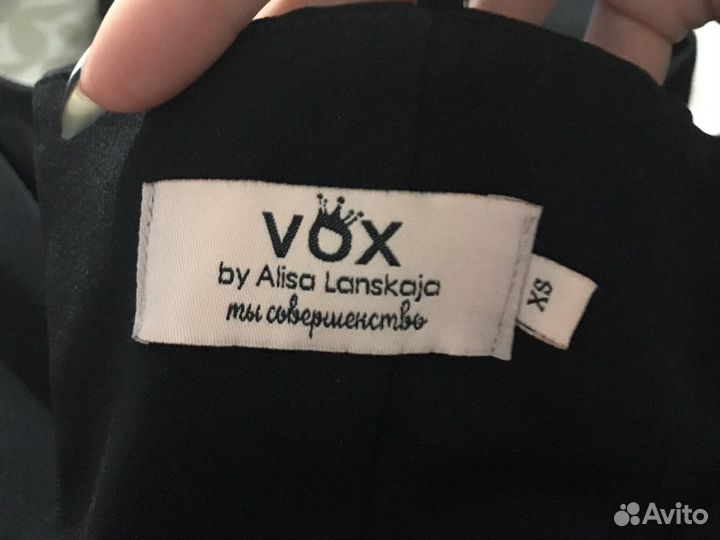 VOX
by Alisa Lanskaja
ты совершенство
XS
Avito